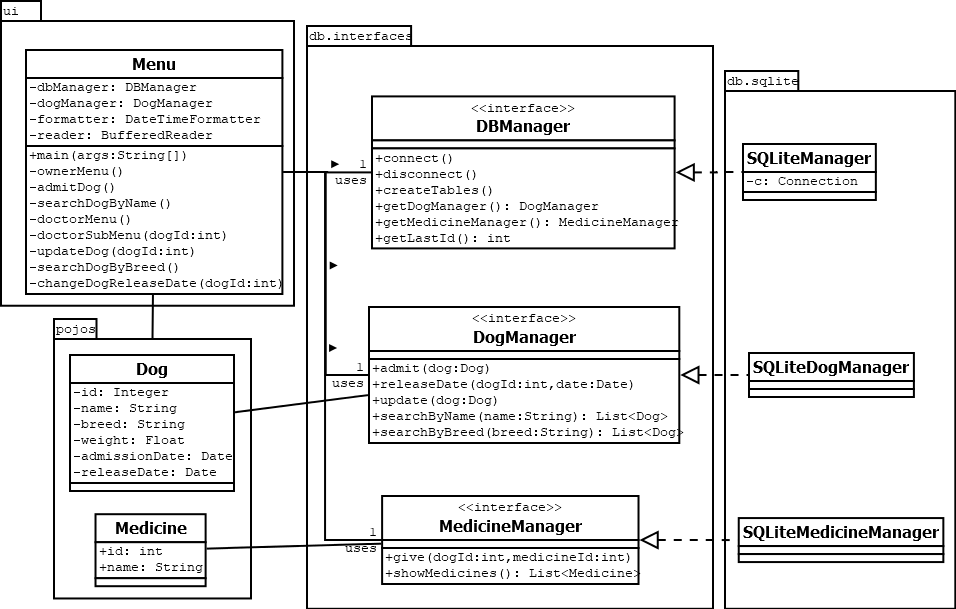 ui
Menu
-dbManager: DBManager
-dogManager: DogManager
-formatter: DateTimeFormatter
-reader: BufferedReader
+main(args:String[])
-ownerMenu()
-admitDog()
-searchDogByName()
-doctorMenu()
-doctorSubMenu(dogId:int)
-updateDog(dogId:int)
-searchDogByBreed()
-changeDogReleaseDate(dogId:int)
pojos
Dog
-id: Integer
-name: String
-breed: String
-weight: Float
-admissionDate: Date
-releaseDate: Date
Medicine
+id: int
+name: String
db.interfaces
1
uses
<<interface>>
DBManager
+connect()
+disconnect()
+createTables()
+getDogManager(): DogManager
+getMedicineManager(): MedicineManager
+getLastId(): int
1
uses
<<interface>>
DogManager
+admit(dog:Dog)
+releaseDate(dogId:int,date:Date)
+update(dog:Dog)
+searchByName(name:String): List<Dog>
+searchByBreed(breed:String): List<Dog>
1
uses
<<interface>>
MedicineManager
+give(dogId:int,medicineId:int)
+showMedicines(): List<Medicine>
db.sqlite
SQLiteManager
-c: Connection
SQLiteDogManager
SQLiteMedicineManager